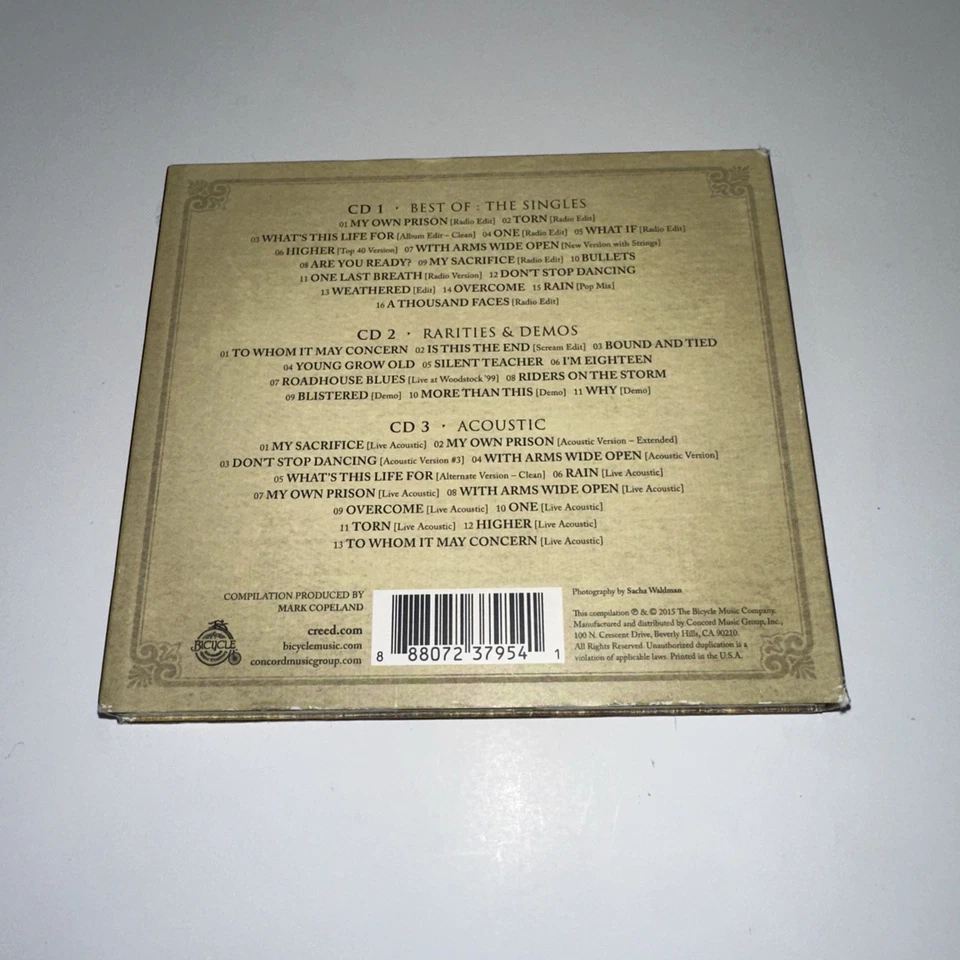 CD 1 · BEST OF : THE SINGLES
01 MY OWN PRISON [Radio Edit] 02 TORN [Radio Edit]
03 WHAT'S THIS LIFE FOR [Album Edit – Clean] 04 ONE [Radio Edit] 05 WHAT IF [Radio Edit]
06 HIGHER [Top 40 Version] 07 WITH ARMS WIDE OPEN [New Version with Strings]
08 ARE YOU READY? 09 MY SACRIFICE [Radio Edit] 10 BULLETS
11 ONE LAST BREATH [Radio Version] 12 DON'T STOP DANCING
13 WEATHERED [Edit] 14 OVERCOME 15 RAIN [Pop Mix]
16 A THOUSAND FACES [Radio Edit]
CD 2 · RARITIES & DEMOS
01 TO WHOM IT MAY CONCERN 02 IS THIS THE END [Scream Edit] 03 BOUND AND TIED
04 YOUNG GROW OLD 05 SILENT TEACHER 06 I'M EIGHTEEN
07 ROADHOUSE BLUES [Live at Woodstock '99] 08 RIDERS ON THE STORM
09 BLISTERED [Demo] 10 MORE THAN THIS [Demo] 11 WHY [Demo]
CD 3 · ACOUSTIC
01 MY SACRIFICE [Live Acoustic] 02 MY OWN PRISON [Acoustic Version – Extended]
03 DON'T STOP DANCING [Acoustic Version #3] 04 WITH ARMS WIDE OPEN [Acoustic Version]
05 WHAT'S THIS LIFE FOR [Alternate Version – Clean] 06 RAIN [Live Acoustic]
07 MY OWN PRISON [Live Acoustic] 08 WITH ARMS WIDE OPEN [Live Acoustic]
09 OVERCOME [Live Acoustic] 10 ONE [Live Acoustic]
11 TORN [Live Acoustic] 12 HIGHER [Live Acoustic]
13 TO WHOM IT MAY CONCERN [Live Acoustic]
COMPILATION PRODUCED BY
MARK COPELAND
creed.com
bicyclemusic.com
concordmusicgroup.com
BICYCLE
8 88072 37954 1
Photography by Sacha Waldman
This compilation ℗ & © 2015 The Bicycle Music Company.
Manufactured and distributed by Concord Music Group, Inc.,
100 N. Crescent Drive, Beverly Hills, CA 90210.
All Rights Reserved. Unauthorized duplication is a
violation of applicable laws. Printed in the U.S.A.